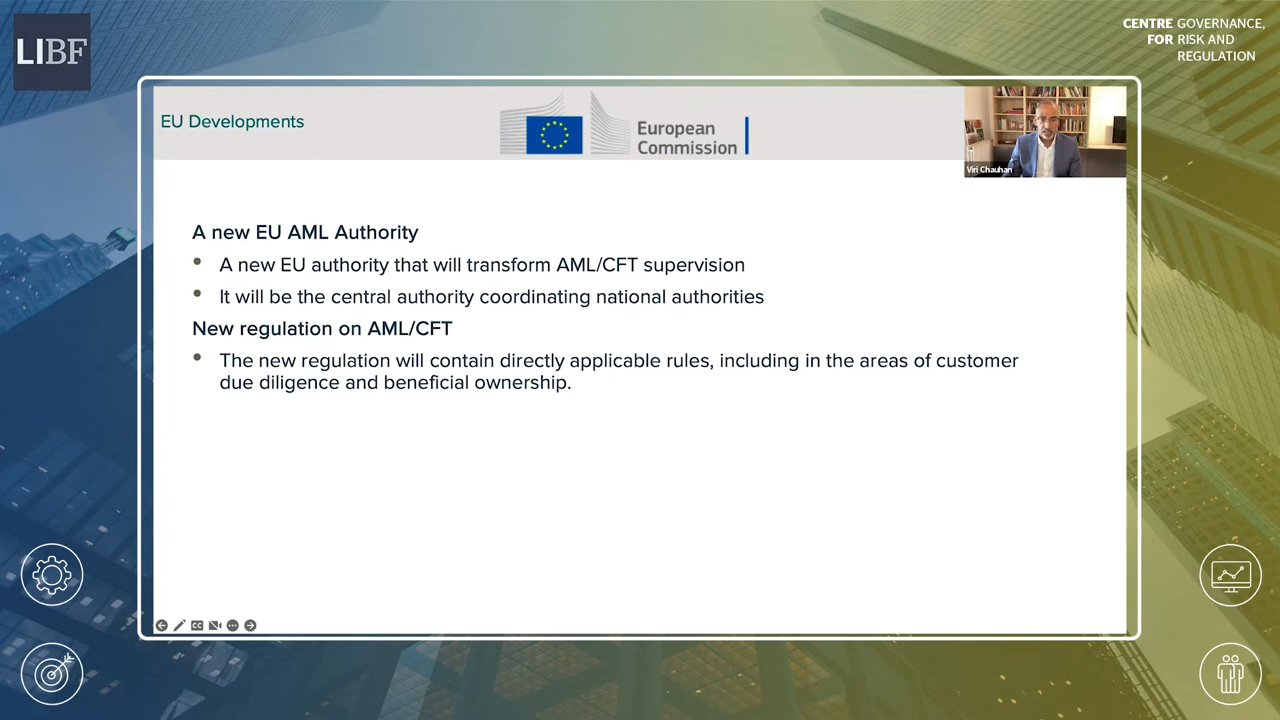 LIBF
CENTRE GOVERNANCE,
FOR RISK AND
REGULATION
EU Developments
European
Commission
Viri Chauhan
A new EU AML Authority
• A new EU authority that will transform AML/CFT supervision
• It will be the central authority coordinating national authorities
New regulation on AML/CFT
• The new regulation will contain directly applicable rules, including in the areas of customer
due diligence and beneficial ownership.
CC